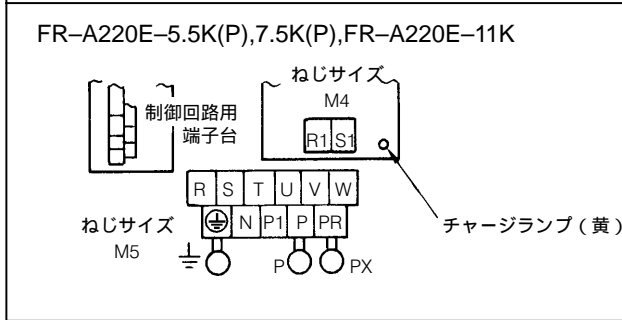 FR–A220E–5.5K(P),7.5K(P),FR–A220E–11K
制御回路用
端子台
ねじサイズ
M4
R1 S1
R S T U V W
N P1 P PR
ねじサイズ
M5
P PX
チャージランプ（黄）